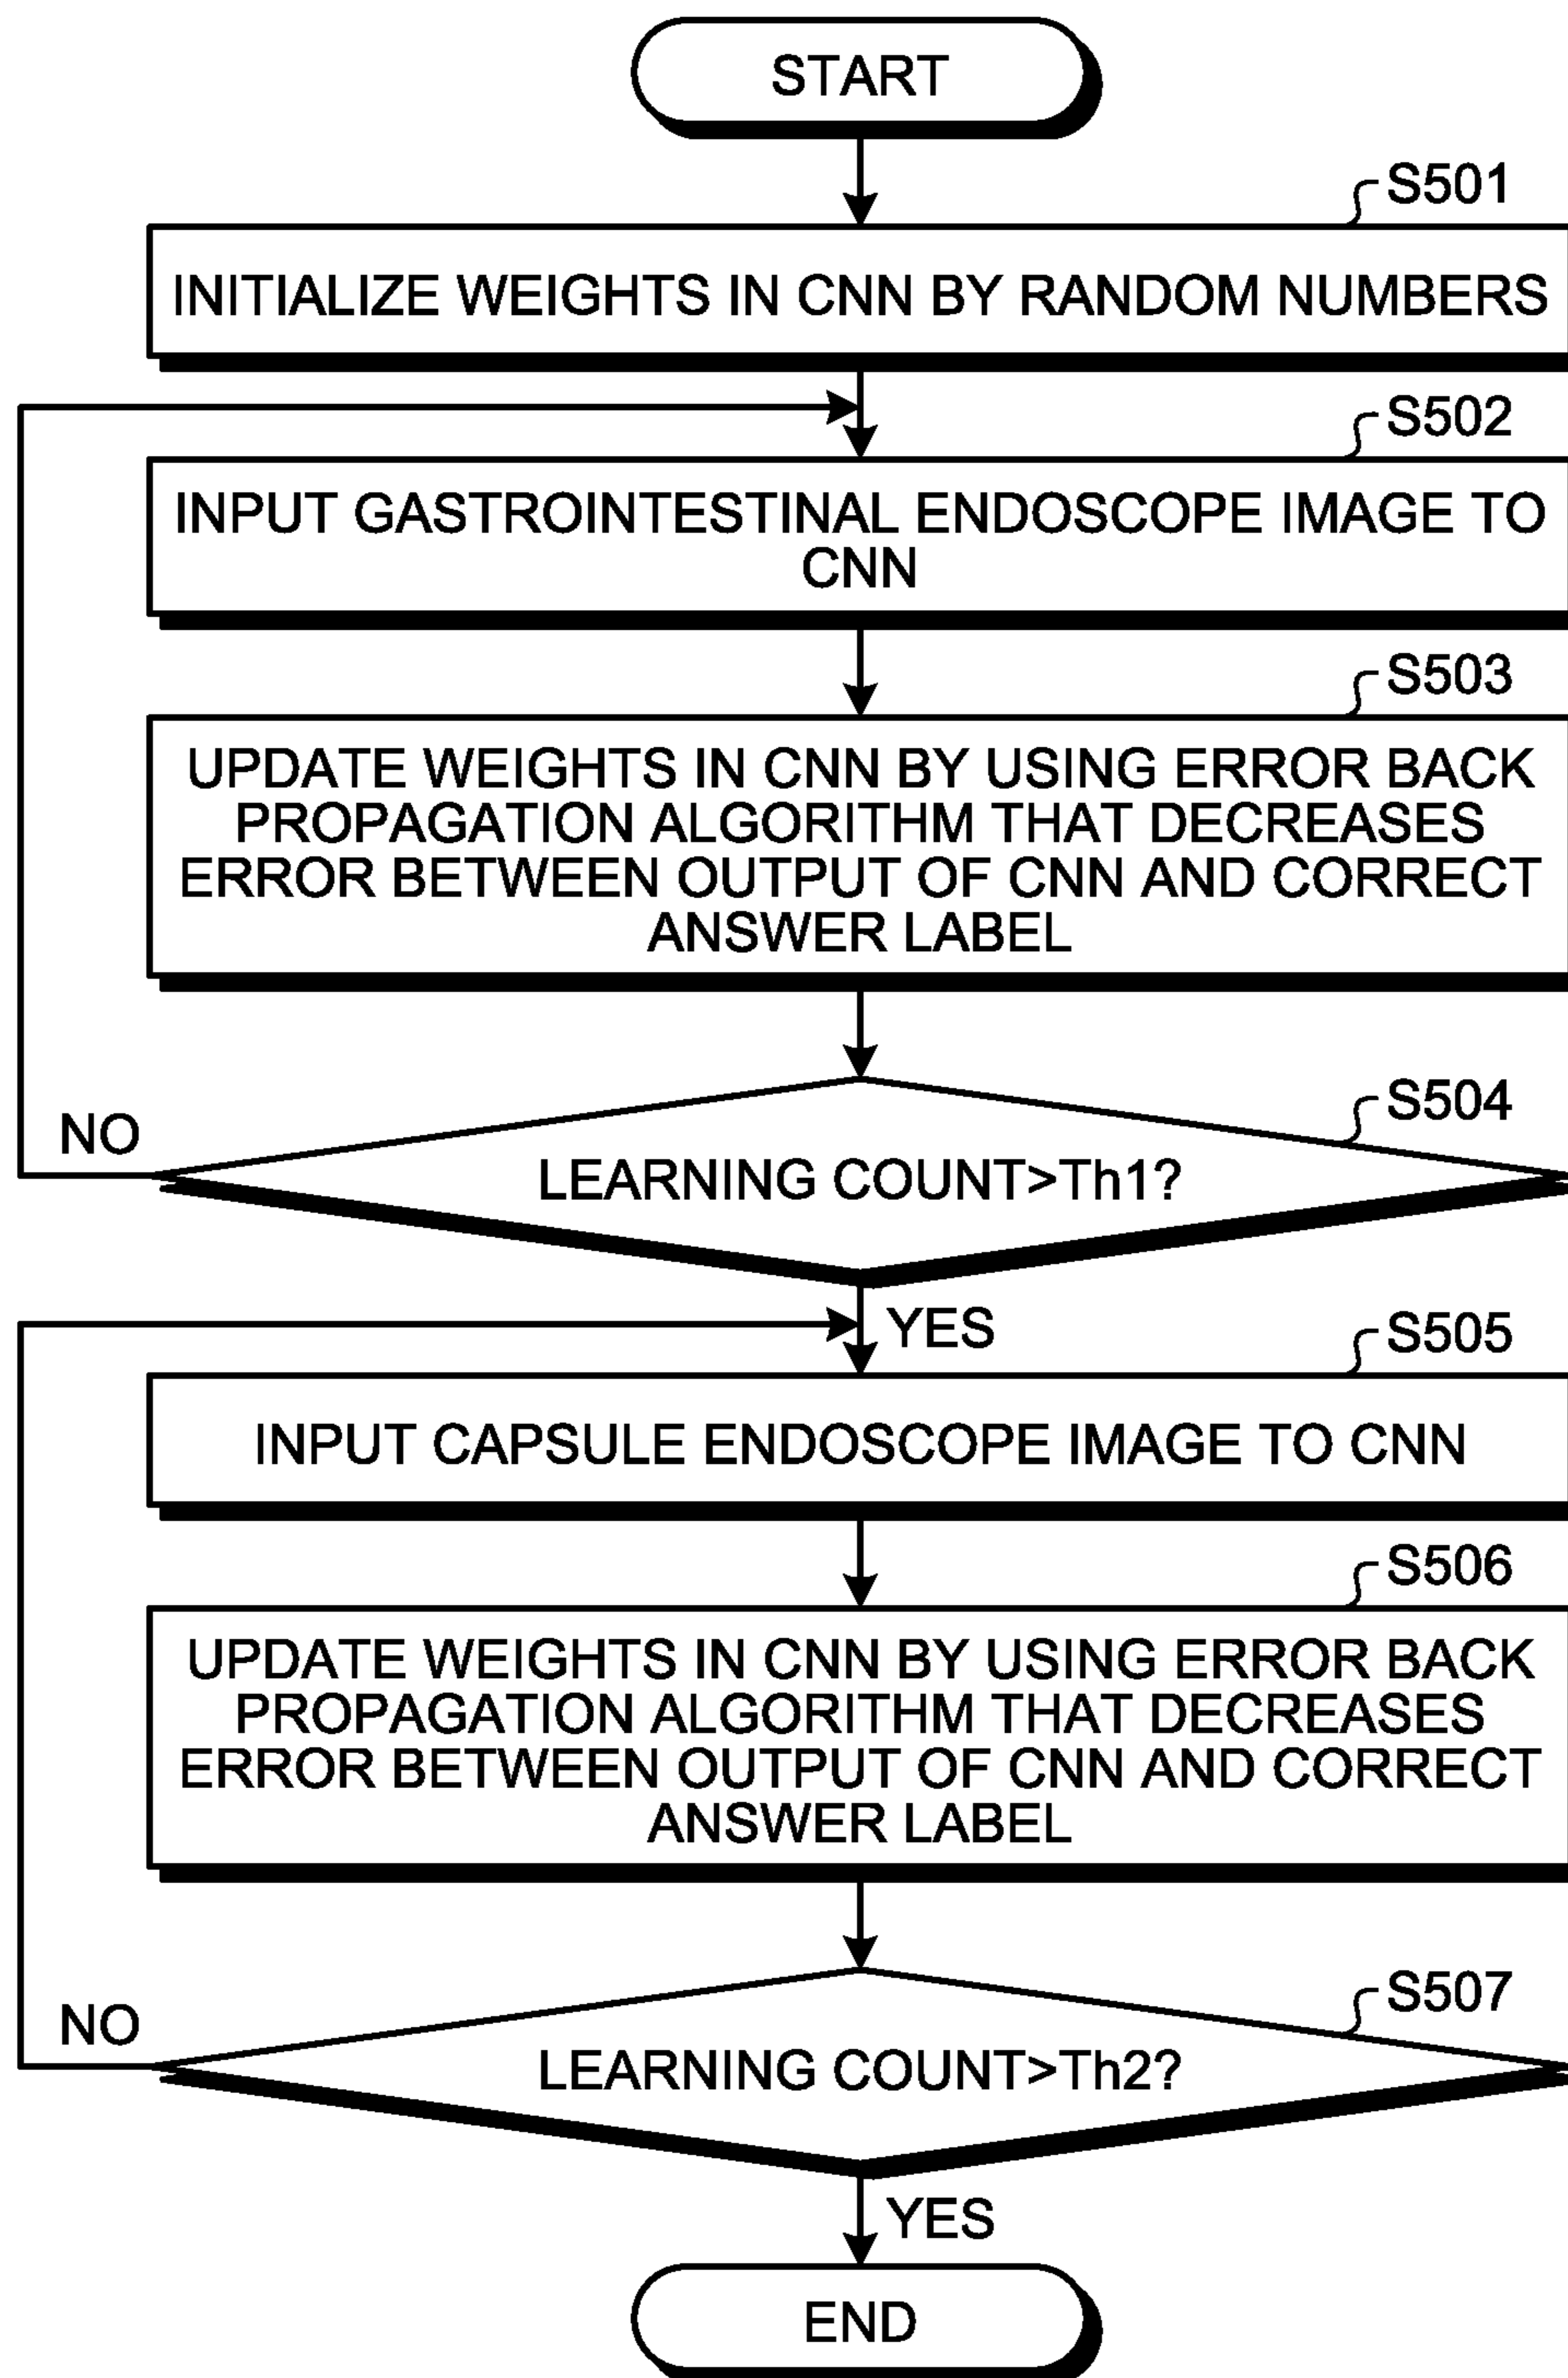 START
S501
INITIALIZE WEIGHTS IN CNN BY RANDOM NUMBERS
S502
INPUT GASTROINTESTINAL ENDOSCOPE IMAGE TO
CNN
S503
UPDATE WEIGHTS IN CNN BY USING ERROR BACK
PROPAGATION ALGORITHM THAT DECREASES
ERROR BETWEEN OUTPUT OF CNN AND CORRECT
ANSWER LABEL
S504
NO
LEARNING COUNT>Th1?
YES
S505
INPUT CAPSULE ENDOSCOPE IMAGE TO CNN
S506
UPDATE WEIGHTS IN CNN BY USING ERROR BACK
PROPAGATION ALGORITHM THAT DECREASES
ERROR BETWEEN OUTPUT OF CNN AND CORRECT
ANSWER LABEL
S507
NO
LEARNING COUNT>Th2?
YES
END